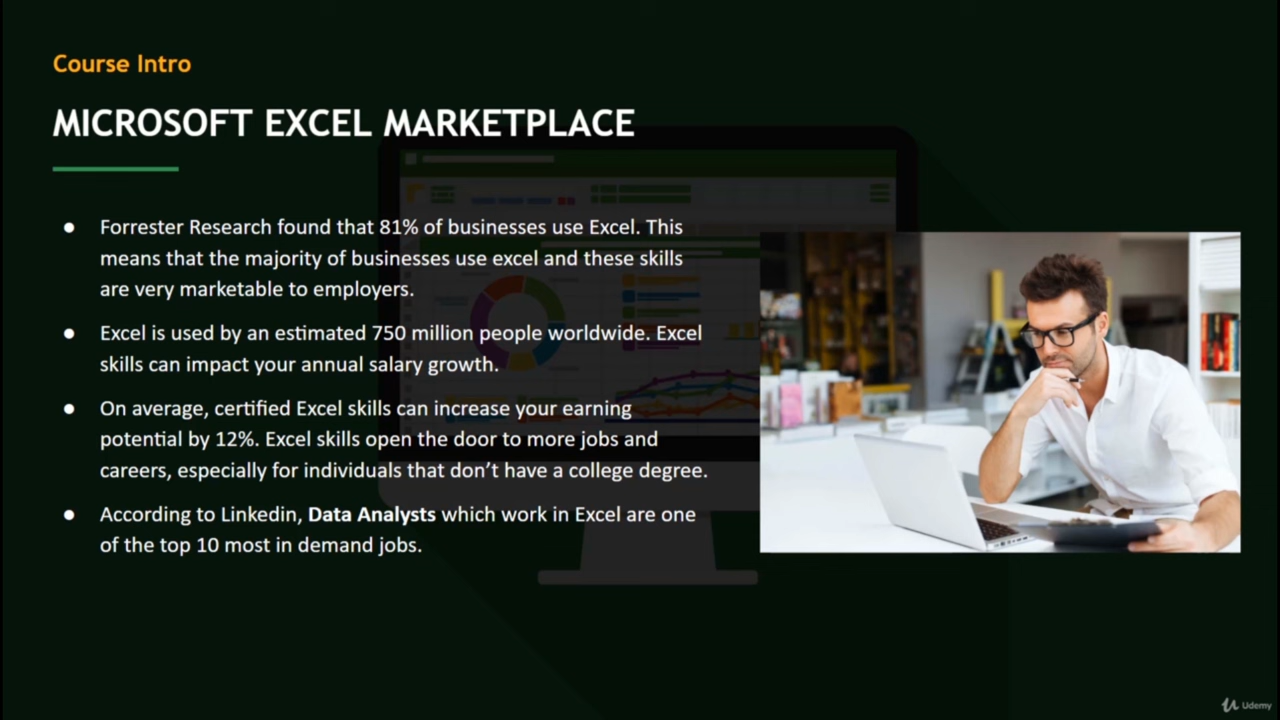 Course Intro
MICROSOFT EXCEL MARKETPLACE
● Forrester Research found that 81% of businesses use Excel. This
means that the majority of businesses use excel and these skills
are very marketable to employers.
● Excel is used by an estimated 750 million people worldwide. Excel
skills can impact your annual salary growth.
● On average, certified Excel skills can increase your earning
potential by 12%. Excel skills open the door to more jobs and
careers, especially for individuals that don’t have a college degree.
● According to Linkedin, Data Analysts which work in Excel are one
of the top 10 most in demand jobs.
Udemy